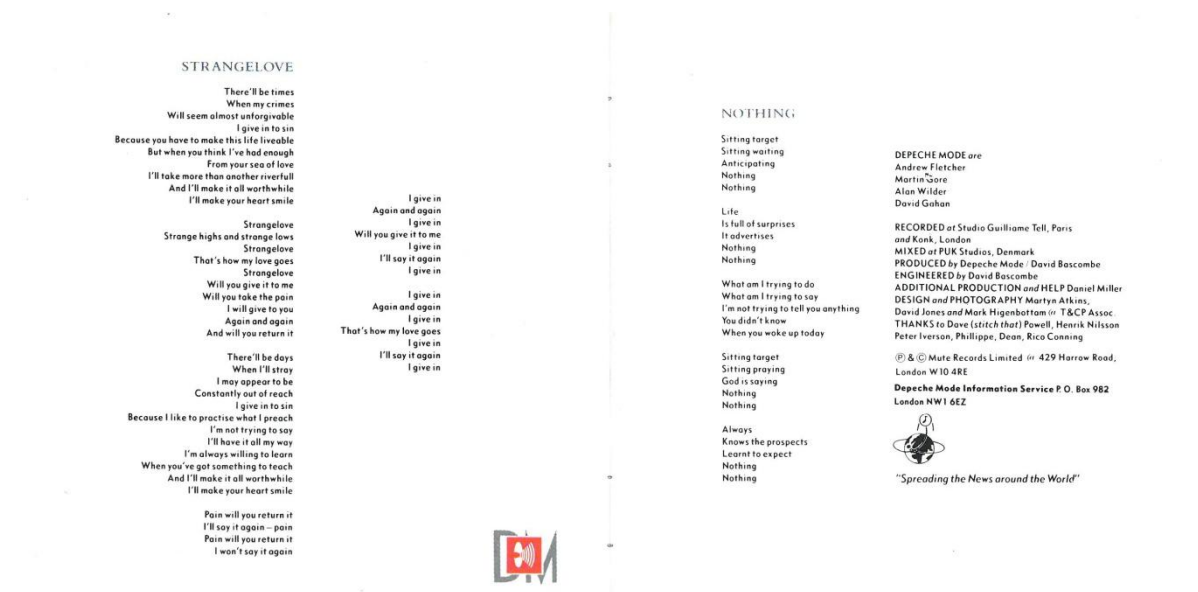 STRANGELOVE
There'll be times
When my crimes
Will seem almost unforgivable
I give in to sin
Because you have to make this life liveable
But when you think I've had enough
From your sea of love
I'll take more than another riverfull
And I'll make it all worthwhile
I'll make your heart smile
Strangelove
Strange highs and strange lows
Strangelove
That's how my love goes
Strangelove
Will you give it to me
Will you take the pain
I will give to you
Again and again
And will you return it
There'll be days
When I'll stray
I may appear to be
Constantly out of reach
I give in to sin
Because I like to practise what I preach
I'm not trying to say
I'll have it all my way
I'm always willing to learn
When you've got something to teach
And I'll make it all worthwhile
I'll make your heart smile
Pain will you return it
I'll say it again – pain
Pain will you return it
I won't say it again
I give in
Again and again
I give in
Will you give it to me
I give in
I'll say it again
I give in
I give in
Again and again
I give in
That's how my love goes
I give in
I'll say it again
I give in
DM
NOTHING
Sitting target
Sitting waiting
Anticipating
Nothing
Nothing
Life
Is full of surprises
It advertises
Nothing
Nothing
What am I trying to do
What am I trying to say
I'm not trying to tell you anything
You didn't know
When you woke up today
Sitting target
Sitting praying
God is saying
Nothing
Nothing
Always
Knows the prospects
Learnt to expect
Nothing
Nothing
DEPECHE MODE are
Andrew Fletcher
Martin Gore
Alan Wilder
David Gahan
RECORDED at Studio Guilliame Tell, Paris
and Konk, London
MIXED at PUK Studios, Denmark
PRODUCED by Depeche Mode / David Bascombe
ENGINEERED by David Bascombe
ADDITIONAL PRODUCTION and HELP Daniel Miller
DESIGN and PHOTOGRAPHY Martyn Atkins,
David Jones and Mark Higenbottam @ T&CP Assoc.
THANKS to Dave (stitch that) Powell, Henrik Nilsson
Peter Iverson, Phillippe, Dean, Rico Conning
℗ & © Mute Records Limited @ 429 Harrow Road,
London W10 4RE
Depeche Mode Information Service P. O. Box 982
London NW1 6EZ
"Spreading the News around the World"